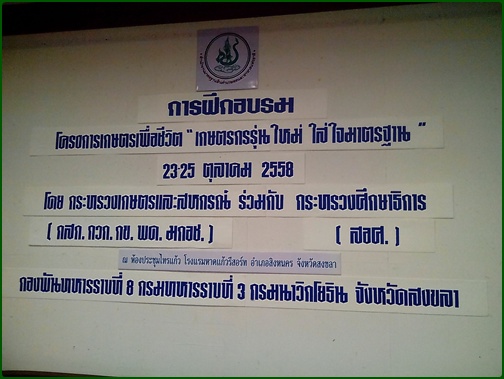 การฝึกอบรม
โครงการเกษตรเพื่อชีวิต "เกษตรกรรุ่นใหม่ ใส่ใจมาตรฐาน"
23-25 ตุลาคม 2558
โดย กระทรวงเกษตรและสหกรณ์ ร่วมกับ กระทรวงศึกษาธิการ
( กสก. กวก. กข. พด. มกอช. ) ( สอศ. )
ณ ห้องประชุมไทรแก้ว โรงแรมหาดแก้วรีสอร์ท อำเภอสิงหนคร จังหวัดสงขลา
กองพันทหารราบที่ 8 กรมทหารราบที่ 3 กรมนาวิกโยธิน จังหวัดสงขลา